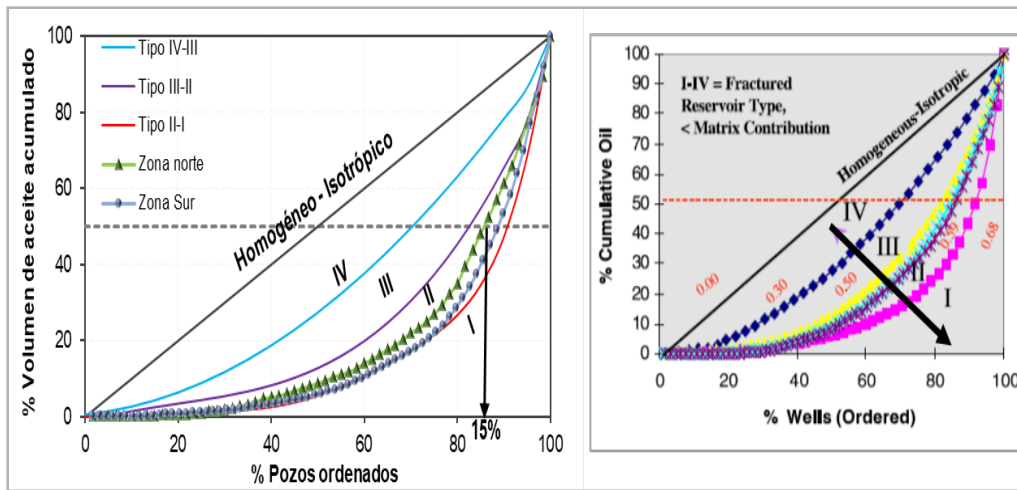 % Volumen de aceite acumulado
100
80
60
40
20
0
Tipo IV-III
Tipo III-II
Tipo II-I
Zona norte
Zona Sur
Homogéneo - Isotrópico
IV
III
II
I
15%
0
20
40
60
80
100
% Pozos ordenados
% Cumulative Oil
100
90
80
70
60
50
40
30
20
10
0
I-IV = Fractured
Reservoir Type,
< Matrix Contribution
Homogeneous-Isotropic
IV
III
II
I
0.00
0.30
0.50
0.59
0.68
0
20
40
60
80
100
% Wells (Ordered)